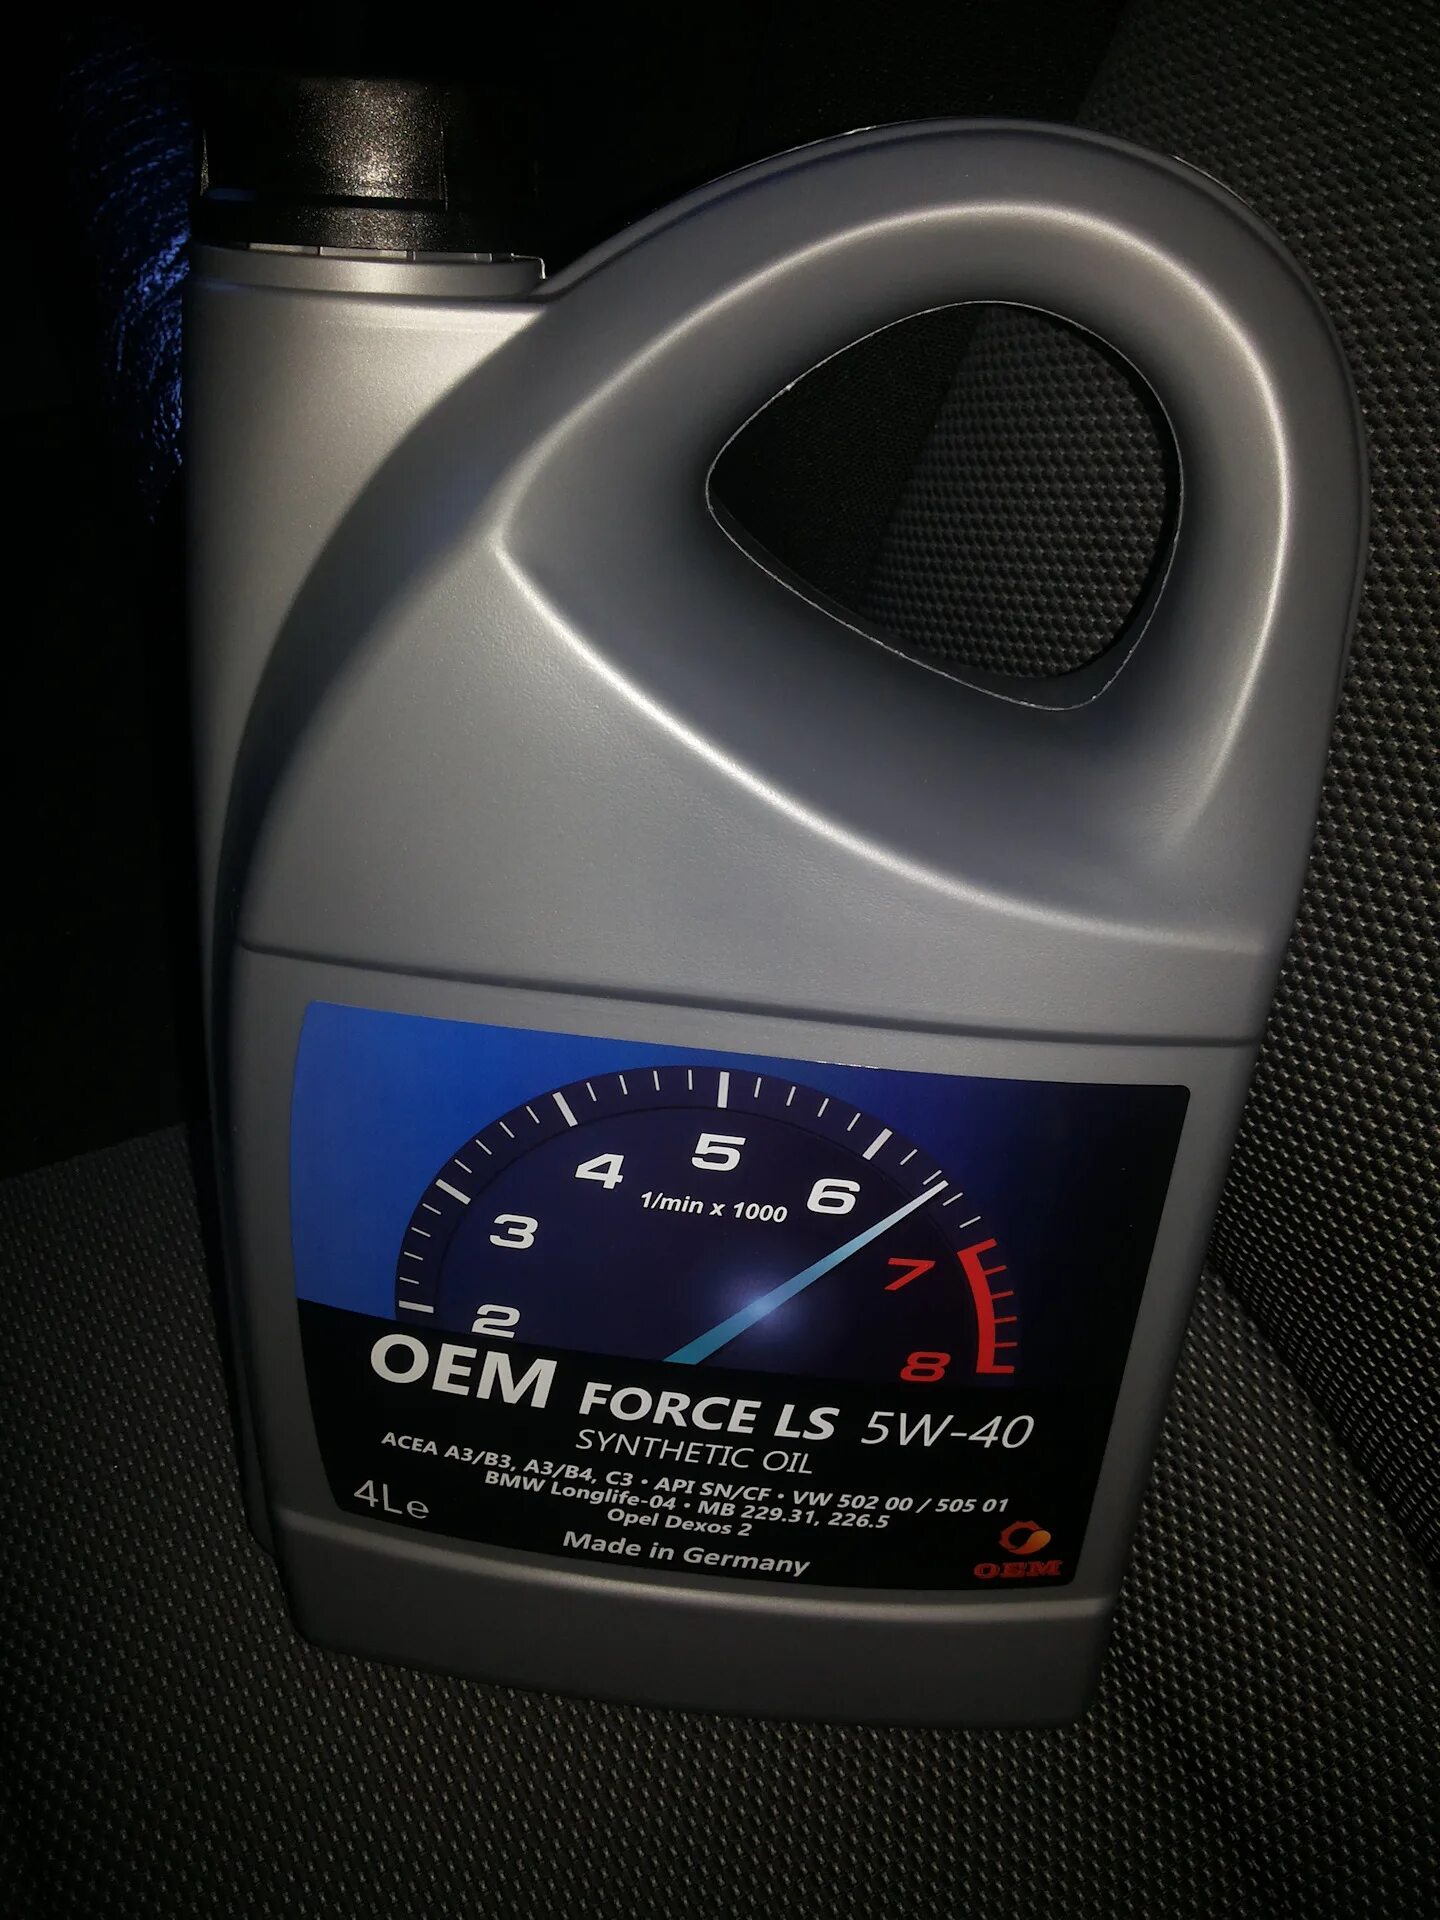 5
4
6
1/min x 1000
3
7
2
8
OEM FORCE LS 5W-40
SYNTHETIC OIL
ACEA A3/B3, A3/B4, C3 • API SN/CF • VW 502 00 / 505 01
BMW Longlife-04 • MB 229.31, 226.5
4Le
Opel Dexos 2
Made in Germany
OEM